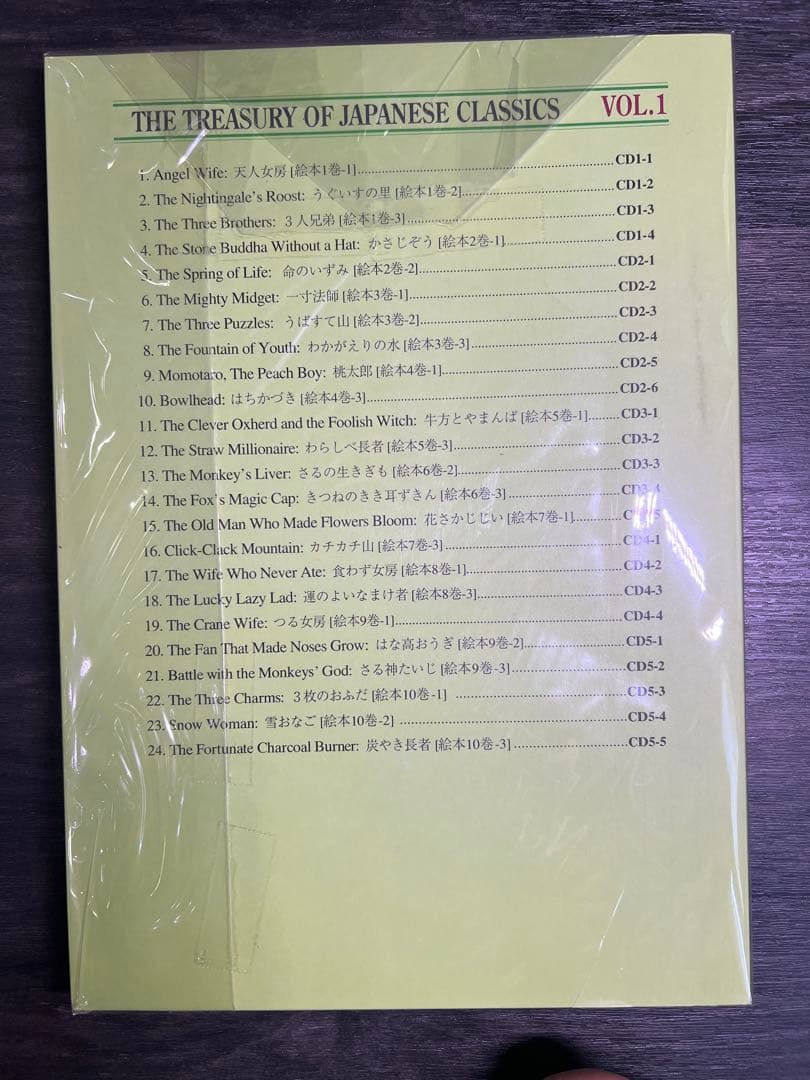 THE TREASURY OF JAPANESE CLASSICS VOL.1
1. Angel Wife: 天人女房 [絵本1巻-1]..........CD1-1
2. The Nightingale's Roost: うぐいすの里 [絵本1巻-2]..........CD1-2
3. The Three Brothers: 3人兄弟 [絵本1巻-3]..........CD1-3
4. The Stone Buddha Without a Hat: かさじぞう [絵本2巻-1]..........CD1-4
5. The Spring of Life: 命のいずみ [絵本2巻-2]..........CD2-1
6. The Mighty Midget: 一寸法師 [絵本3巻-1]..........CD2-2
7. The Three Puzzles: うばすて山 [絵本3巻-2]..........CD2-3
8. The Fountain of Youth: わかがえりの水 [絵本3巻-3]..........CD2-4
9. Momotaro, The Peach Boy: 桃太郎 [絵本4巻-1]..........CD2-5
10. Bowlhead: はちかづき [絵本4巻-3]..........CD2-6
11. The Clever Oxherd and the Foolish Witch: 牛方とやまんば [絵本5巻-1]..........CD3-1
12. The Straw Millionaire: わらしべ長者 [絵本5巻-3]..........CD3-2
13. The Monkey's Liver: さるの生きぎも [絵本6巻-2]..........CD3-3
14. The Fox's Magic Cap: きつねのきき耳ずきん [絵本6巻-3]..........CD3-4
15. The Old Man Who Made Flowers Bloom: 花さかじじい [絵本7巻-1]..........
16. Click-Clack Mountain: カチカチ山 [絵本7巻-3]..........CD4-1
17. The Wife Who Never Ate: 食わず女房 [絵本8巻-1]..........CD4-2
18. The Lucky Lazy Lad: 運のよいなまけ者 [絵本8巻-3]..........CD4-3
19. The Crane Wife: つる女房 [絵本9巻-1]..........CD4-4
20. The Fan That Made Noses Grow: はな高おうぎ [絵本9巻-2]..........CD5-1
21. Battle with the Monkeys' God: さる神たいじ [絵本9巻-3]..........CD5-2
22. The Three Charms: 3枚のおふだ [絵本10巻-1] ..........CD5-3
23. Snow Woman: 雪おなご [絵本10巻-2] ..........CD5-4
24. The Fortunate Charcoal Burner: 炭やき長者 [絵本10巻-3] ..........CD5-5